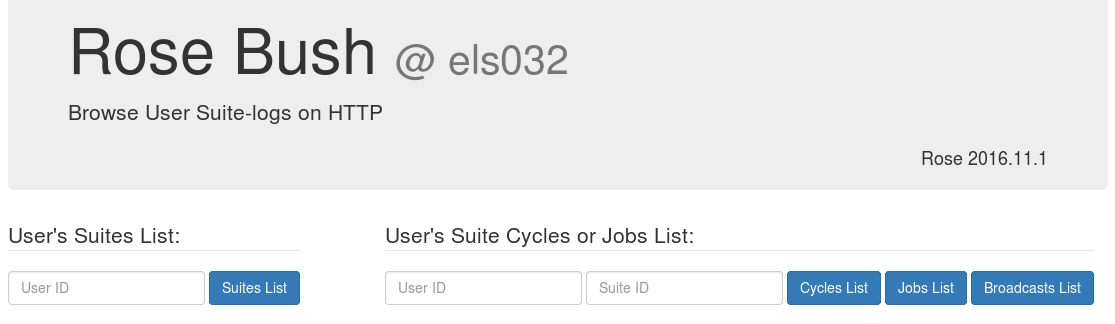 Rose Bush @ els032
Browse User Suite-logs on HTTP
Rose 2016.11.1
User's Suites List:
User ID Suites List
User's Suite Cycles or Jobs List:
User ID Suite ID Cycles List Jobs List Broadcasts List